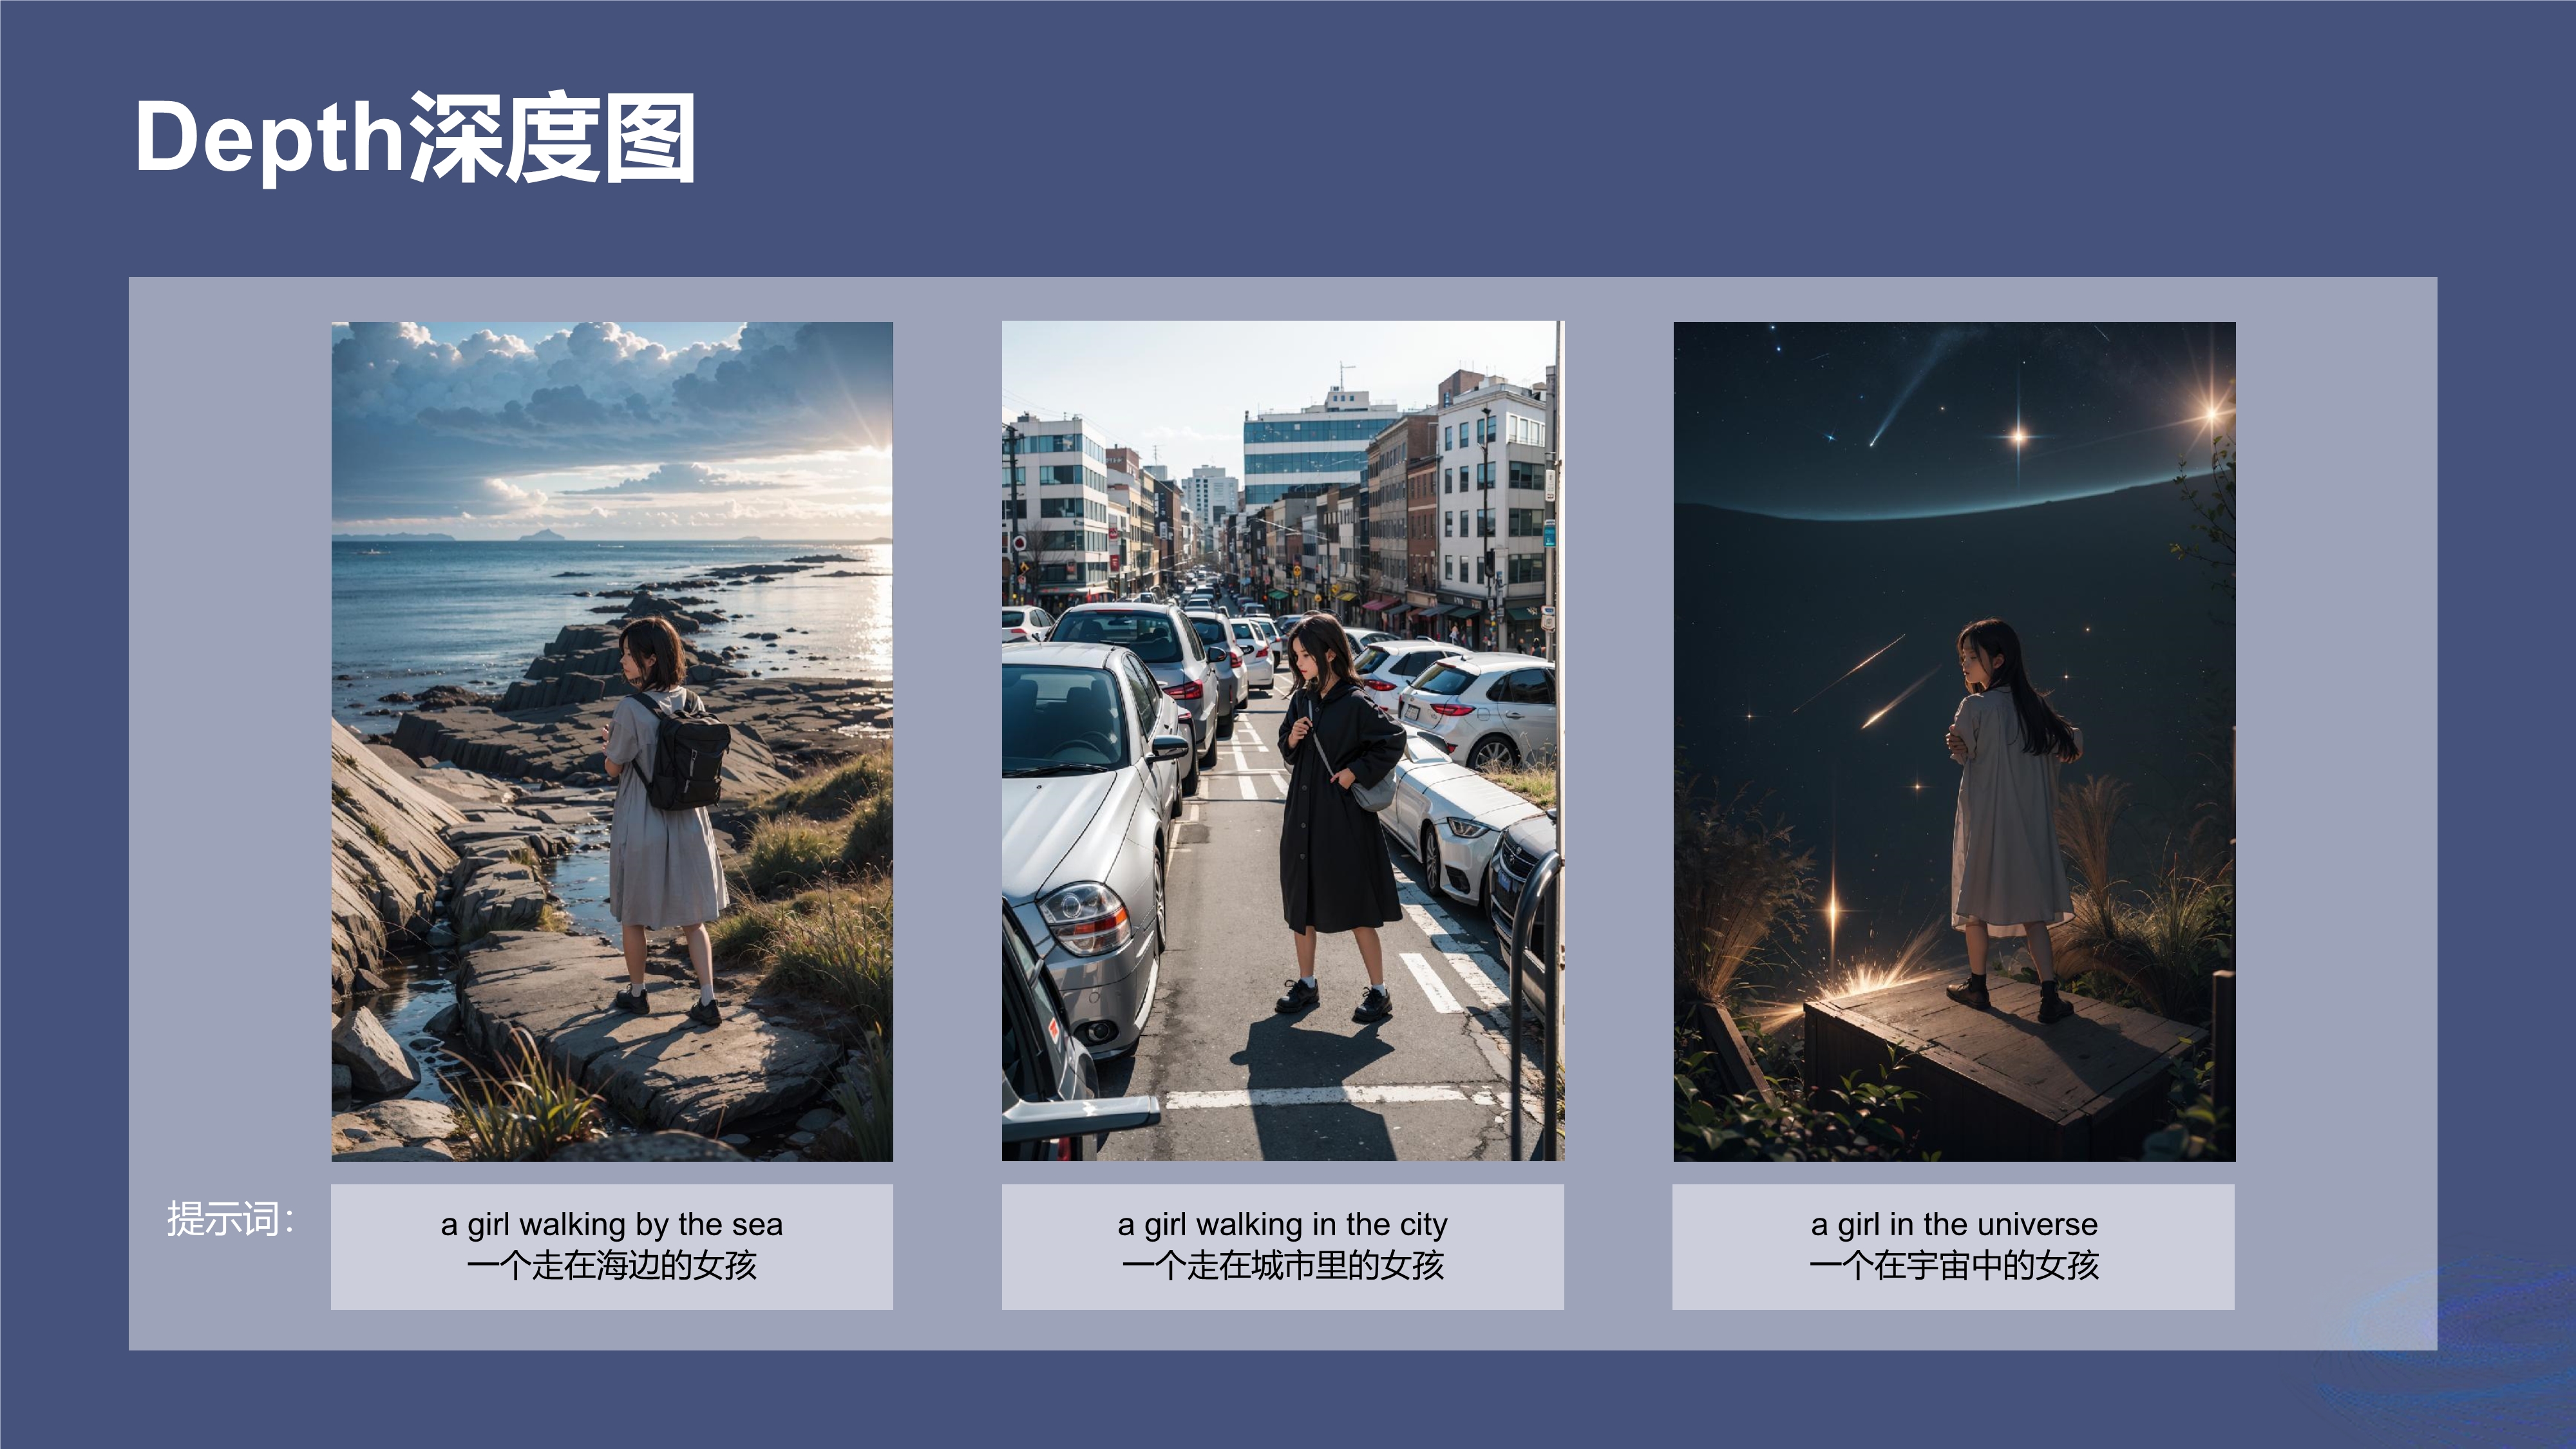 Depth深度图
提示词：
a girl walking by the sea
一个走在海边的女孩
a girl walking in the city
一个走在城市里的女孩
a girl in the universe
一个在宇宙中的女孩